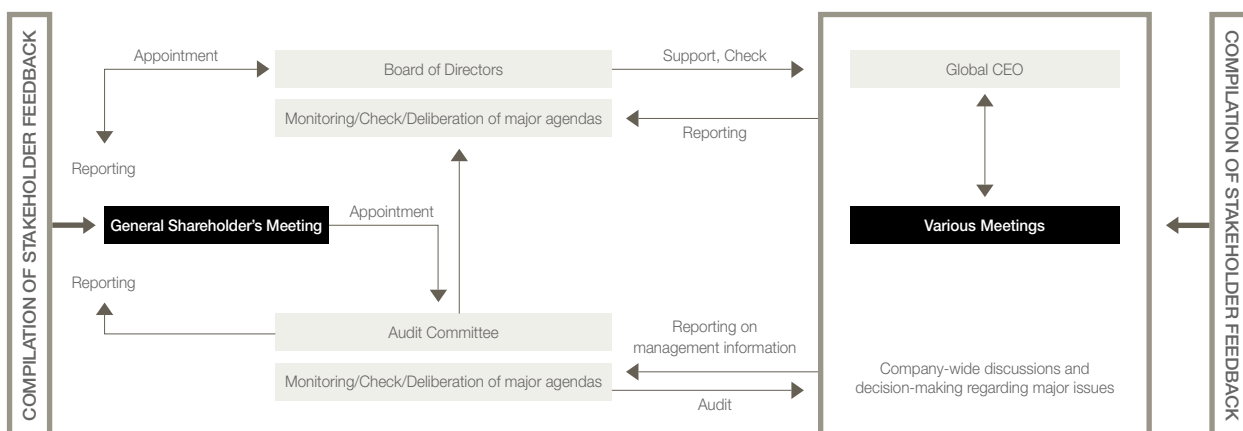 COMPILATION OF STAKEHOLDER FEEDBACK
Appointment
Board of Directors
Support, Check
Global CEO
Monitoring/Check/Deliberation of major agendas
Reporting
Reporting
General Shareholder's Meeting
Appointment
Various Meetings
Reporting
Audit Committee
Reporting on
management information
Monitoring/Check/Deliberation of major agendas
Audit
Company-wide discussions and
decision-making regarding major issues
COMPILATION OF STAKEHOLDER FEEDBACK